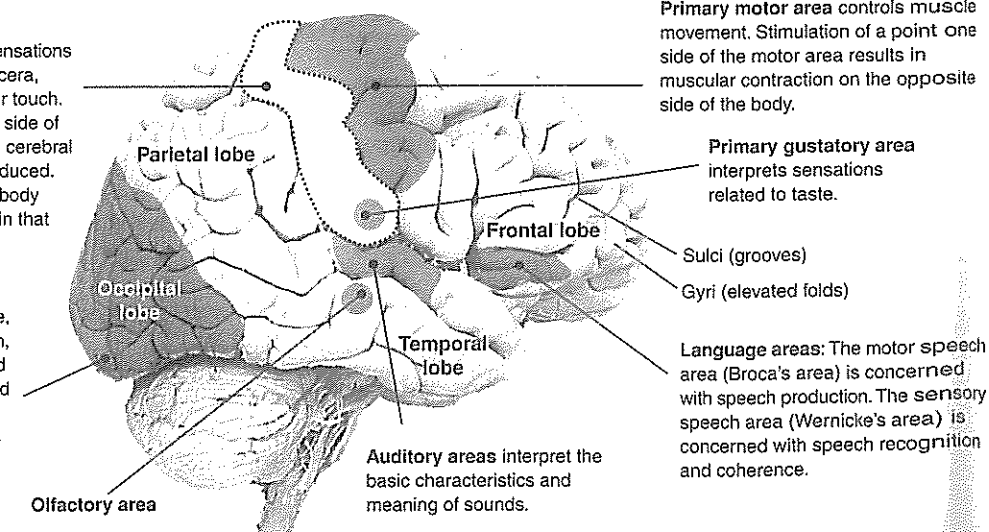 ensations
cera,
r touch.
side of
cerebral
duced.
body
in that
Primary motor area controls muscle
movement. Stimulation of a point one
side of the motor area results in
muscular contraction on the opposite
side of the body.
Parietal lobe
Primary gustatory area
interprets sensations
related to taste.
Frontal lobe
Sulci (grooves)
Gyri (elevated folds)
Occipital
lobe
e,
n,
d
d
Temporal
lobe
Language areas: The motor speech
area (Broca's area) is concerned
with speech production. The sensory
speech area (Wernicke's area) is
concerned with speech recognition
and coherence.
Auditory areas interpret the
basic characteristics and
meaning of sounds.
Olfactory area